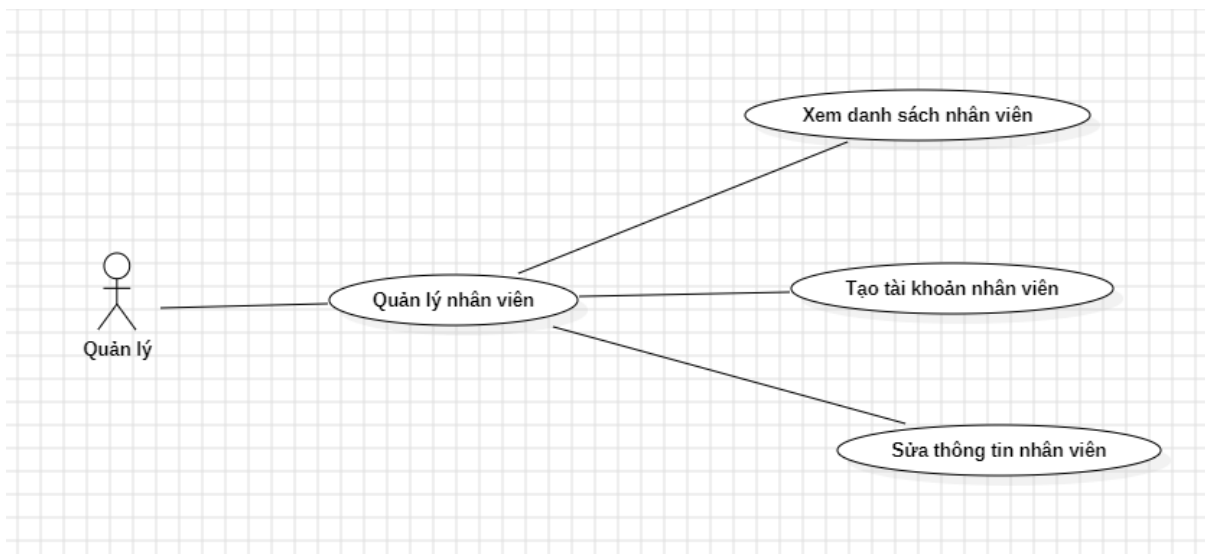 Xem danh sách nhân viên
Quản lý nhân viên
Tạo tài khoản nhân viên
Quản lý
Sửa thông tin nhân viên